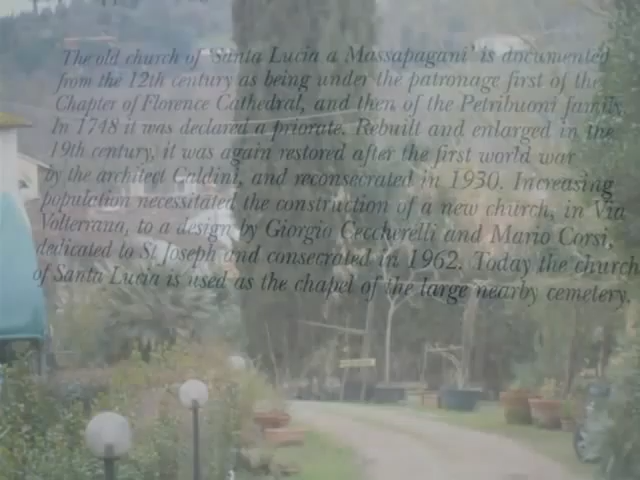 The old church of 'Santa Lucia a Massapagani' is documented
from the 12th century as being under the patronage first of the
Chapter of Florence Cathedral, and then of the Petribuoni family.
In 1748 it was declared a priorate. Rebuilt and enlarged in the
19th century, it was again restored after the first world war
by the architect Caldini, and reconsecrated in 1930. Increasing
population necessitated the construction of a new church, in Via
Volterrana, to a design by Giorgio Ceccherelli and Mario Corsi,
dedicated to St Joseph and consecrated in 1962. Today the church
of Santa Lucia is used as the chapel of the large nearby cemetery.